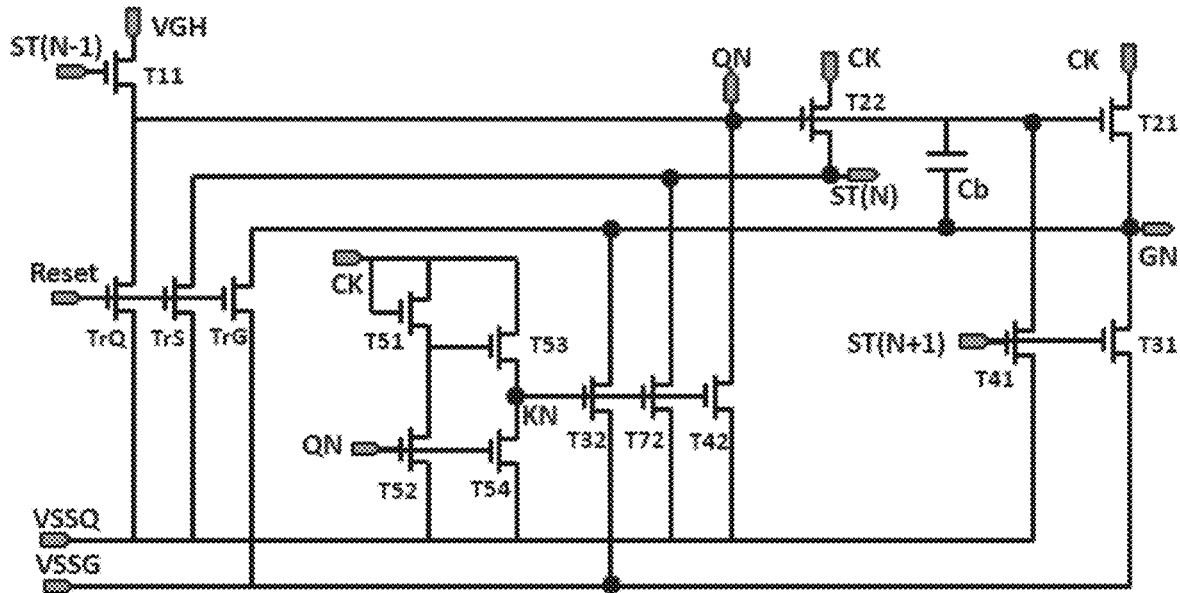 VGH
ST(N-1)
T11
QN
CK
CK
T22
T21
ST(N)
Cb
GN
Reset
CK
TrQ
TrS
TrG
T51
T53
ST(N+1)
T31
T41
KN
QN
T32
T72
T42
T52
T54
VSSQ
VSSG